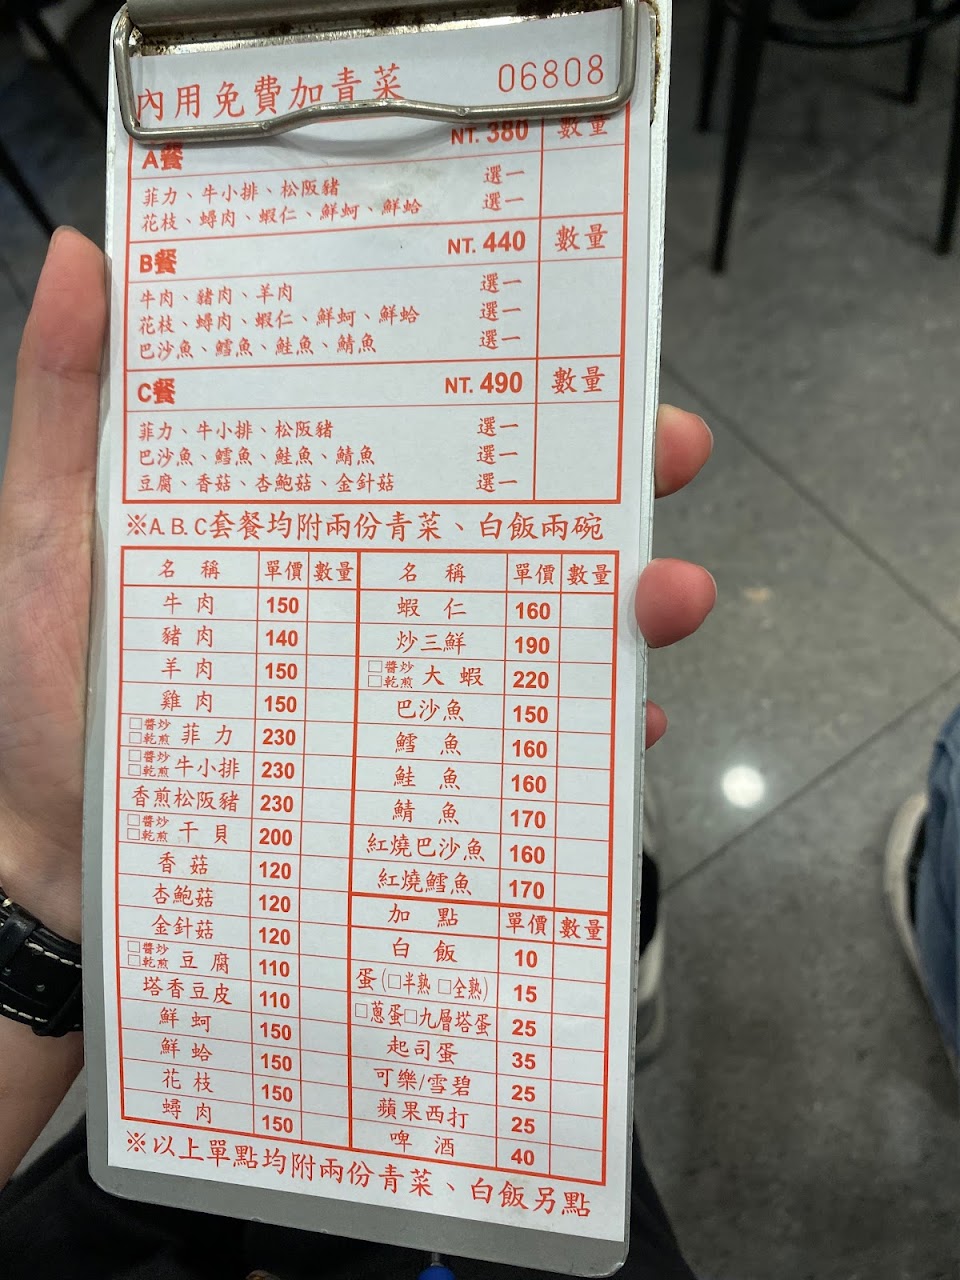 內用免費加青菜 06808
A餐 NT. 380 數量
菲力、牛小排、松阪豬 選一
花枝、蟳肉、蝦仁、鮮蚵、鮮蛤 選一
B餐 NT. 440 數量
牛肉、豬肉、羊肉 選一
花枝、蟳肉、蝦仁、鮮蚵、鮮蛤 選一
巴沙魚、鱈魚、鮭魚、鯖魚 選一
C餐 NT. 490 數量
菲力、牛小排、松阪豬 選一
巴沙魚、鱈魚、鮭魚、鯖魚 選一
豆腐、香菇、杏鮑菇、金針菇 選一
※A.B.C套餐均附兩份青菜、白飯兩碗
名稱 單價 數量
牛肉 150
豬肉 140
羊肉 150
雞肉 150
□醬炒 □乾煎 菲力 230
□醬炒 □乾煎 牛小排 230
香煎松阪豬 230
□醬炒 □乾煎 干貝 200
香菇 120
杏鮑菇 120
金針菇 120
□醬炒 □乾煎 豆腐 110
塔香豆皮 110
鮮蚵 150
鮮蛤 150
花枝 150
蟳肉 150
名稱 單價 數量
蝦仁 160
炒三鮮 190
□醬炒 □乾煎 大蝦 220
巴沙魚 150
鱈魚 160
鮭魚 160
鯖魚 170
紅燒巴沙魚 160
紅燒鱈魚 170
加點 單價 數量
白飯 10
蛋(□半熟 □全熟) 15
□蔥蛋□九層塔蛋 25
起司蛋 35
可樂/雪碧 25
蘋果西打 25
啤酒 40
※以上單點均附兩份青菜、白飯另點